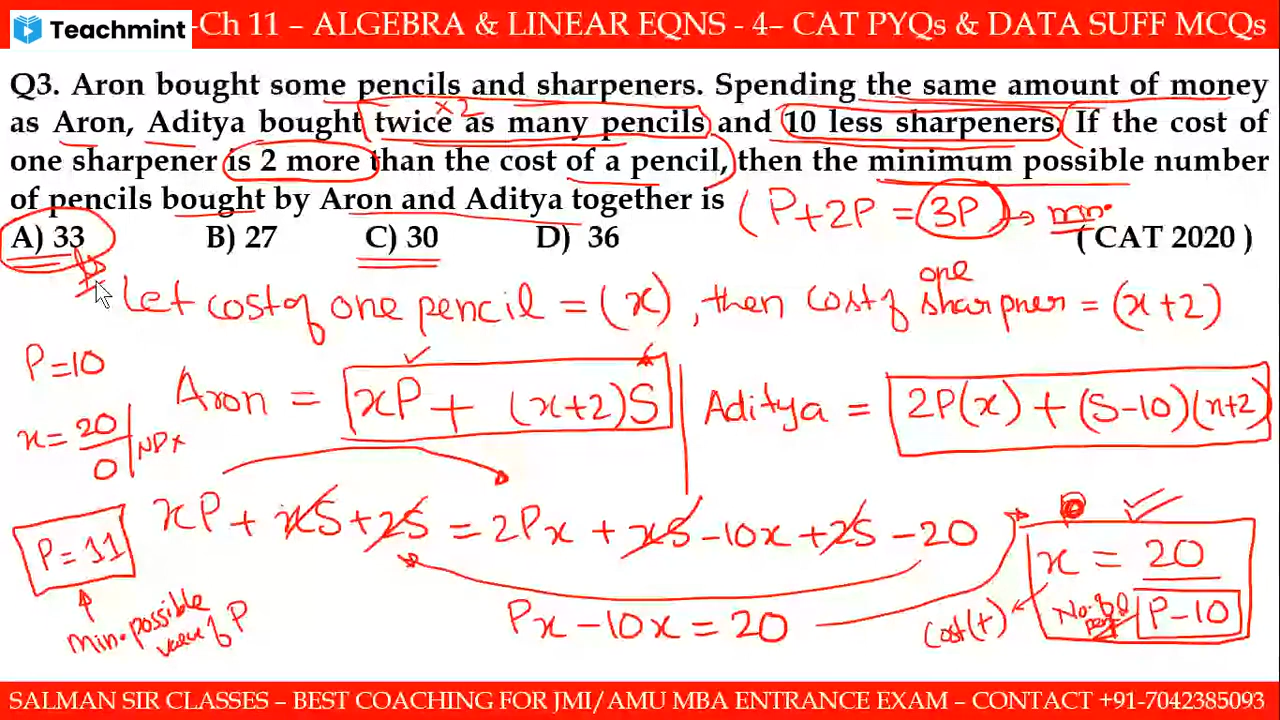 Teachmint
-Ch 11 – ALGEBRA & LINEAR EQNS - 4– CAT PYQs & DATA SUFF MCQs
Q3. Aron bought some pencils and sharpeners. Spending the same amount of money
×2
as Aron, Aditya bought twice as many pencils and 10 less sharpeners. If the cost of
one sharpener is 2 more than the cost of a pencil, then the minimum possible number
of pencils bought by Aron and Aditya together is
(P+2P = 3P → min.
A) 33 B) 27 C) 30 D) 36 ( CAT 2020 )
one
Let cost of one pencil = (x), then cost of sharpner = (x+2)
P=10
Aron = xP + (x+2)S
Aditya = 2P(x) + (S-10)(x+2)
x = 20/0 NPX
xP + xS + 2S = 2Px + xS - 10x + 2S - 20
P = 11
x = 20
No. of P-10
Min. possible
value of P
Px - 10x = 20
cost(+)
SALMAN SIR CLASSES – BEST COACHING FOR JMI/AMU MBA ENTRANCE EXAM – CONTACT +91-7042385093